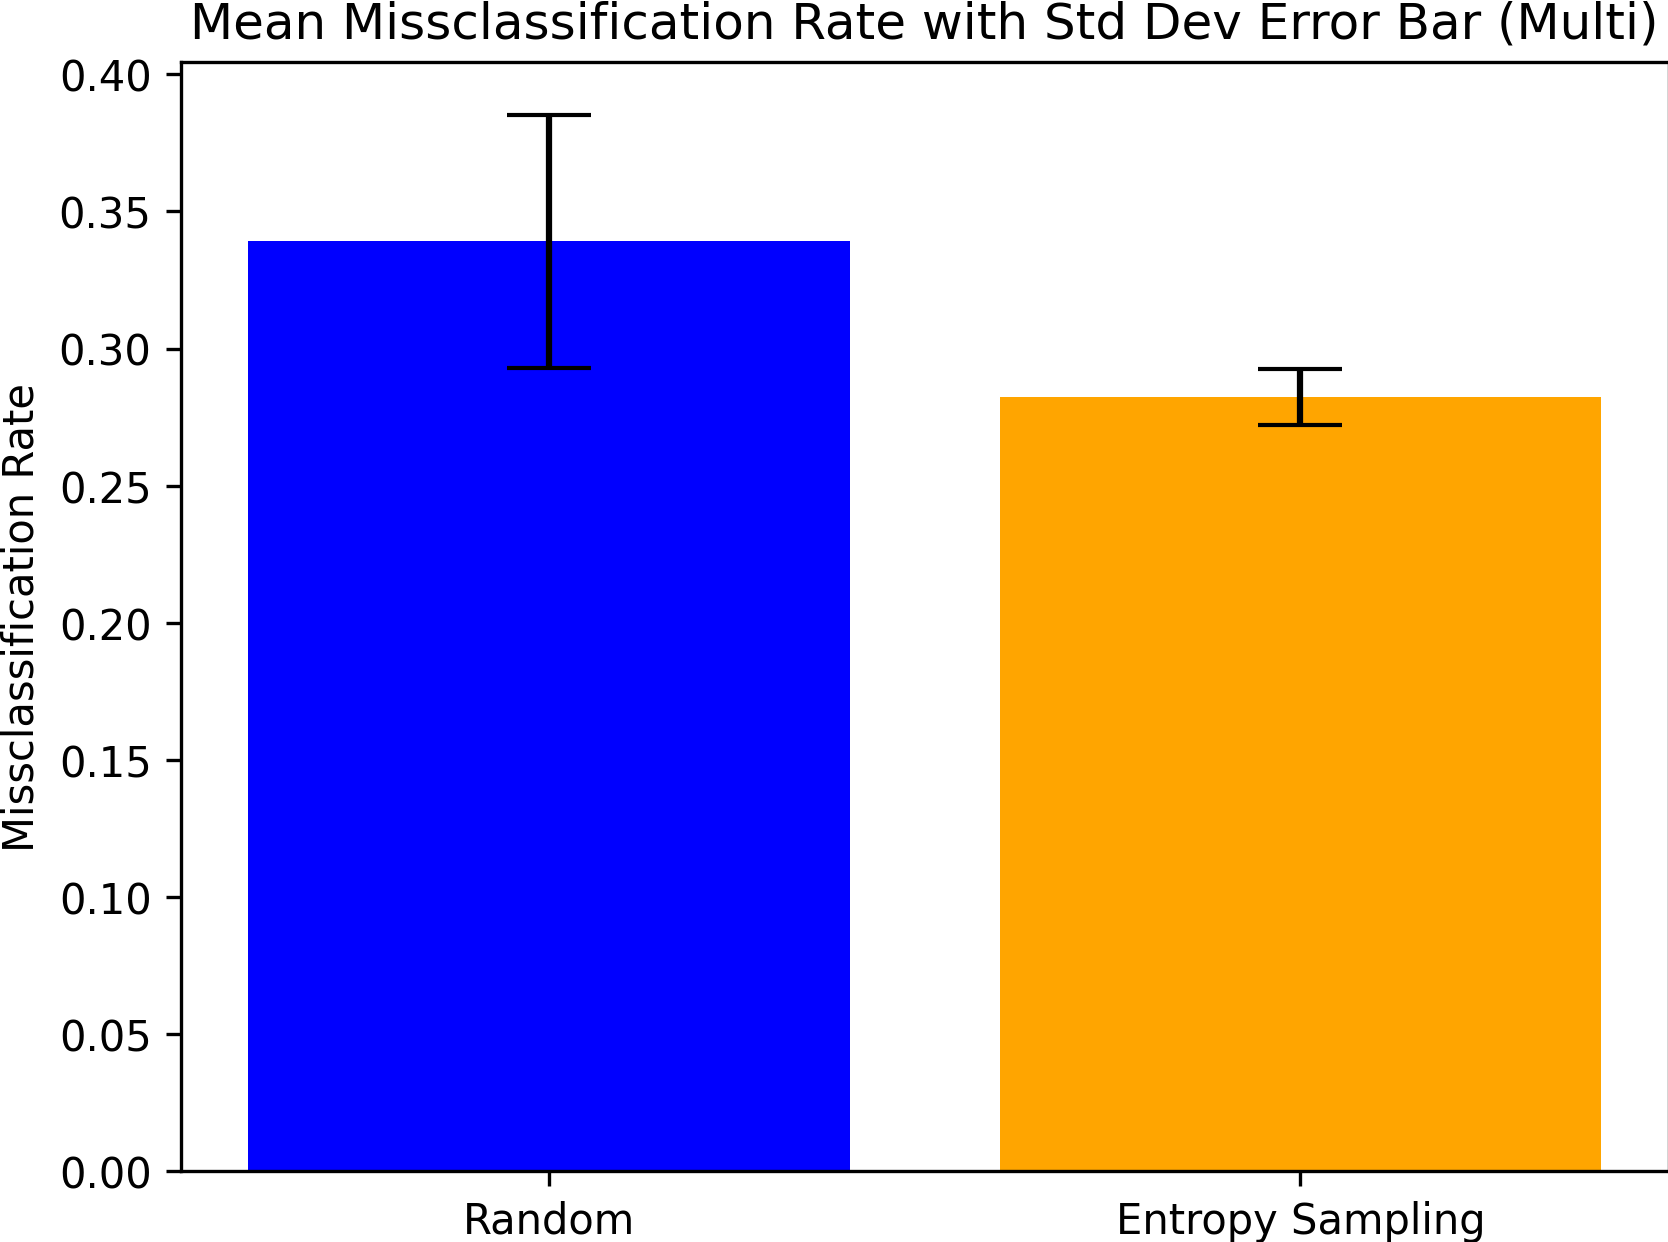 Mean Missclassification Rate with Std Dev Error Bar (Multi)
Missclassification Rate
0.40
0.35
0.30
0.25
0.20
0.15
0.10
0.05
0.00
Random
Entropy Sampling